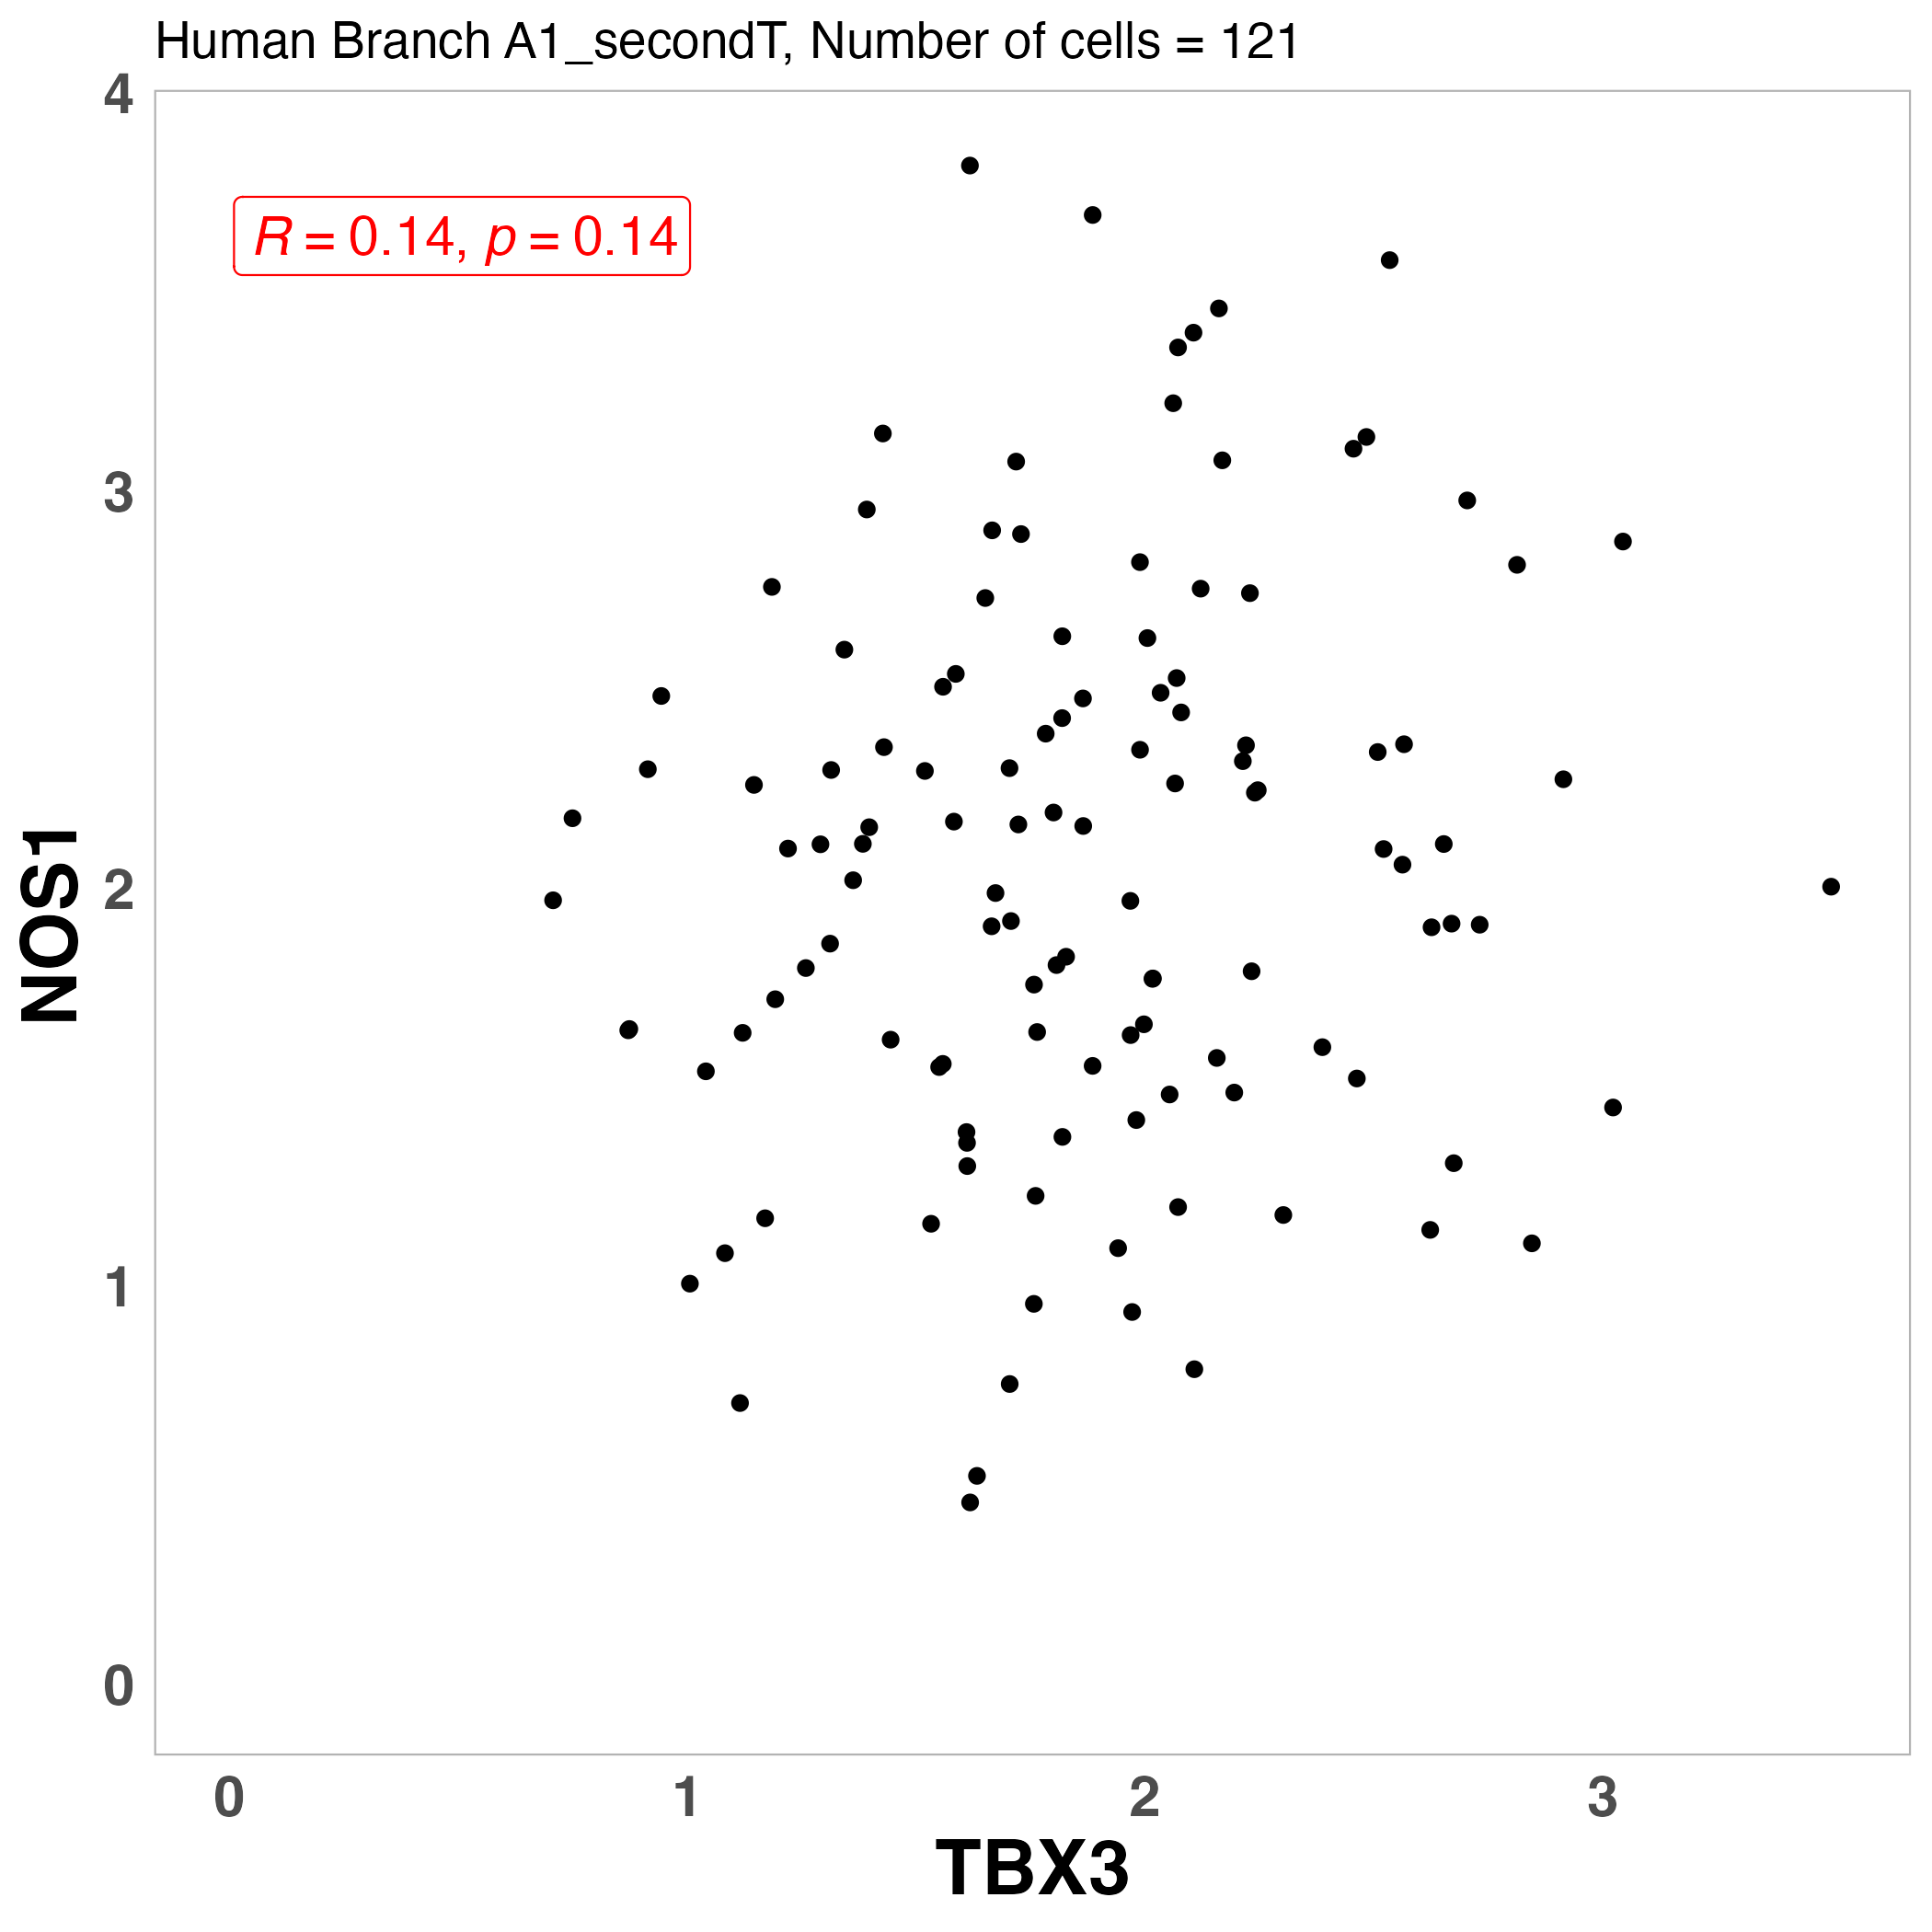 Human Branch A1_secondT, Number of cells = 121
4
R = 0.14, p = 0.14
3
NOS1
2
1
0
0 1 2 3
TBX3